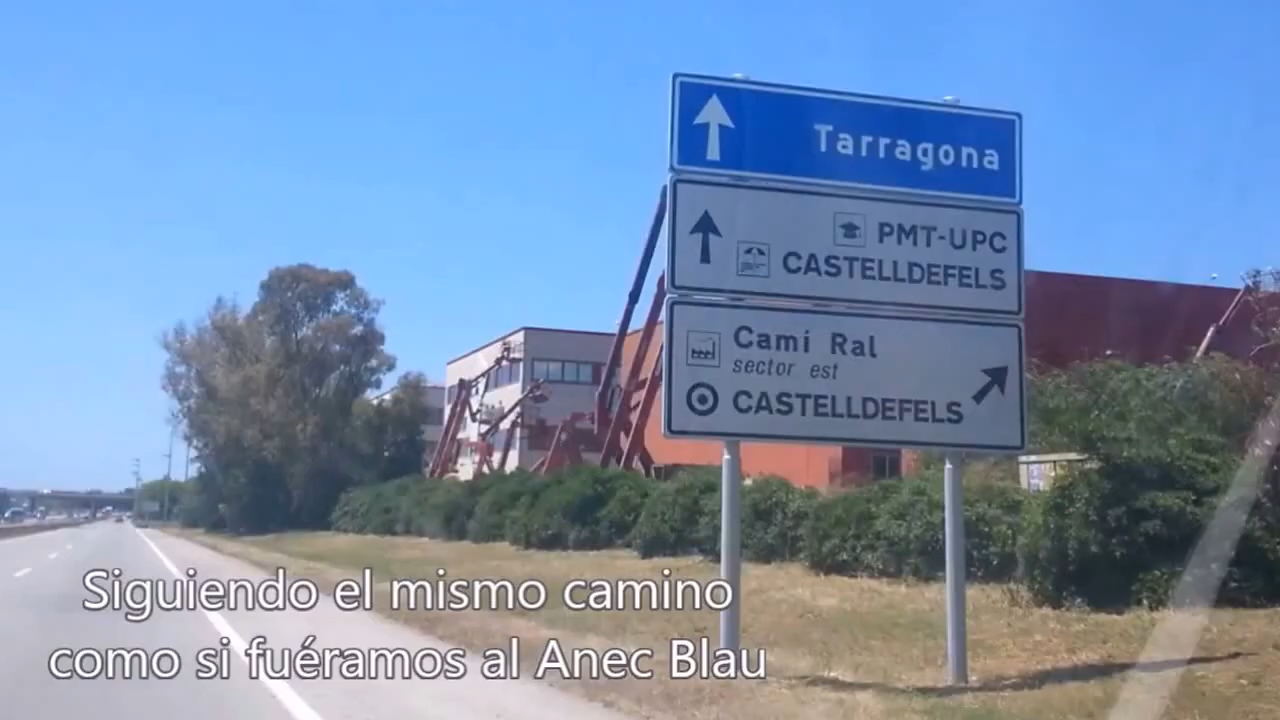 Tarragona
PMT-UPC
CASTELLDEFELS
Camí Ral
sector est
CASTELLDEFELS
Siguiendo el mismo camino
como si fuéramos al Anec Blau